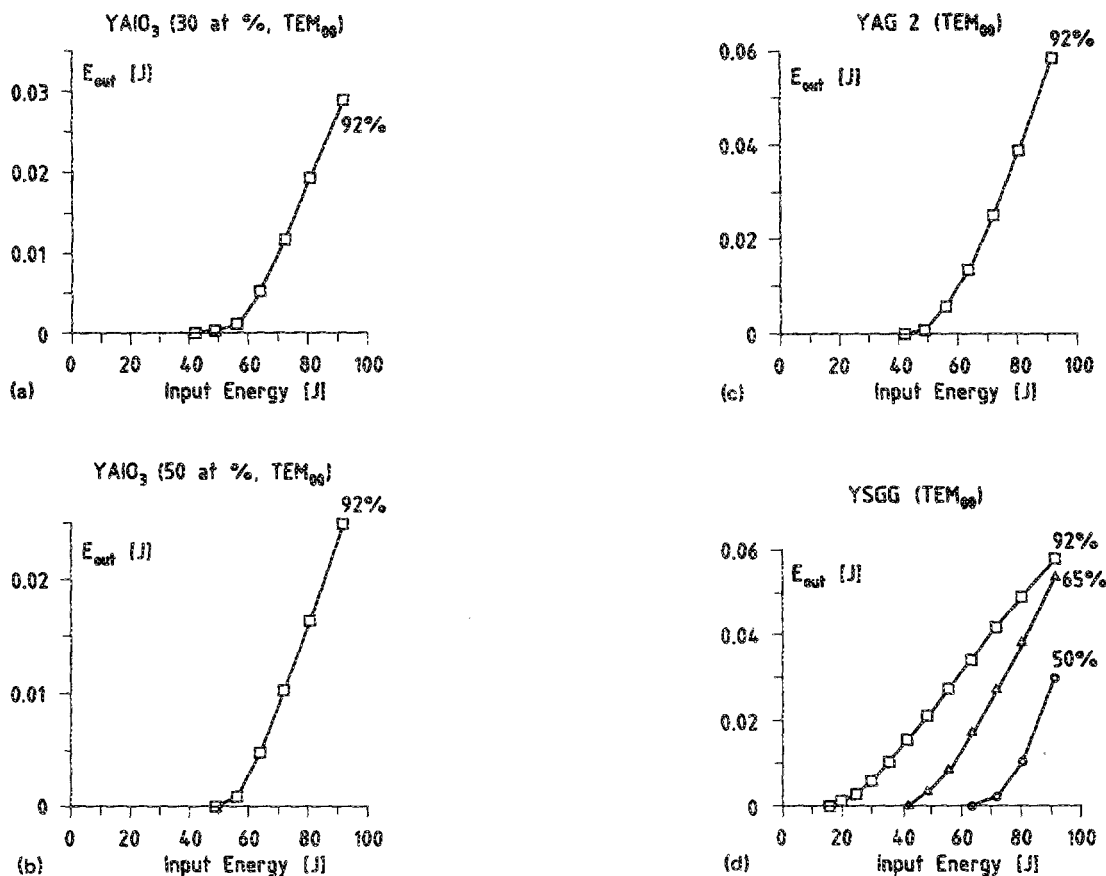 YAlO₃ (30 at %, TEM₀₀)
E_out [J]
0.03
92%
0.02
0.01
0
0 20 40 60 80 100
(a) Input Energy [J]
YAG 2 (TEM₀₀)
92%
0.06
E_out [J]
0.04
0.02
0
0 20 40 60 80 100
(c) Input Energy [J]
YAlO₃ (50 at %, TEM₀₀)
92%
E_out [J]
0.02
0.01
0
0 20 40 60 80 100
(b) Input Energy [J]
YSGG (TEM₀₀)
92%
0.06
E_out [J]
65%
0.04
50%
0.02
0
0 20 40 60 80 100
(d) Input Energy [J]